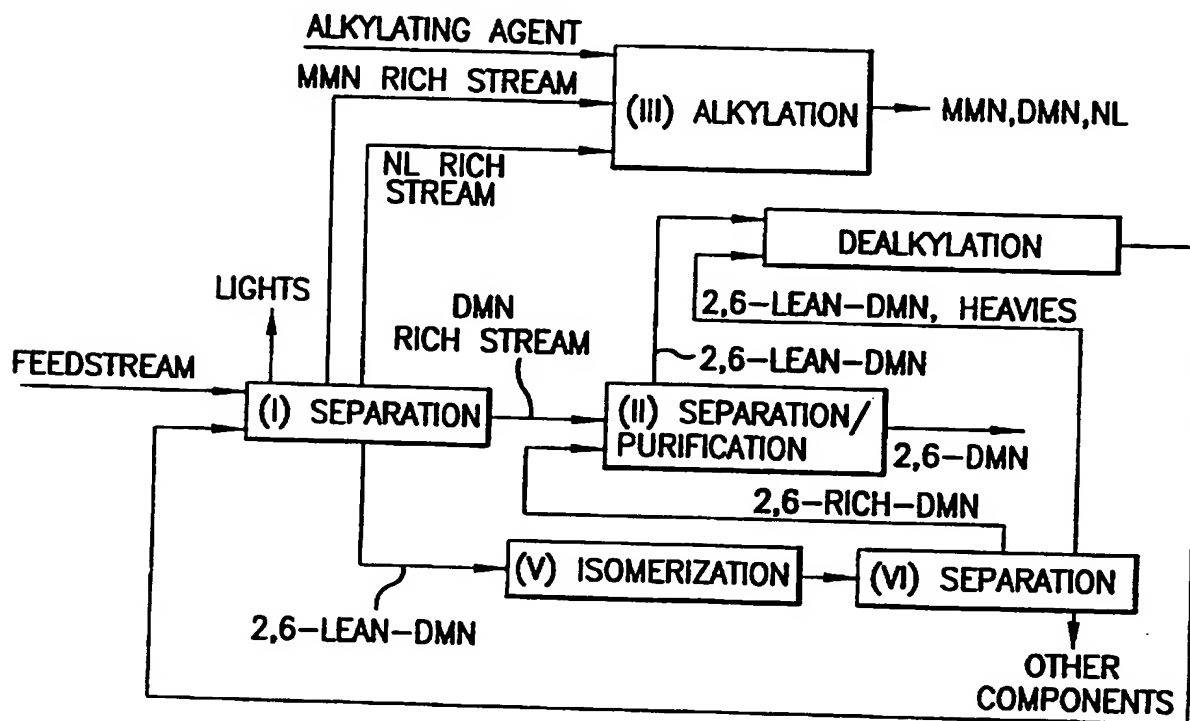 ALKYLATING AGENT
MMN RICH STREAM
(III) ALKYLATION
MMN,DMN,NL
NL RICH
STREAM
DEALKYLATION
LIGHTS
2,6-LEAN-DMN, HEAVIES
DMN
RICH STREAM
2,6-LEAN-DMN
FEEDSTREAM
(I) SEPARATION
(II) SEPARATION/
PURIFICATION
2,6-DMN
2,6-RICH-DMN
(V) ISOMERIZATION
(VI) SEPARATION
2,6-LEAN-DMN
OTHER
COMPONENTS